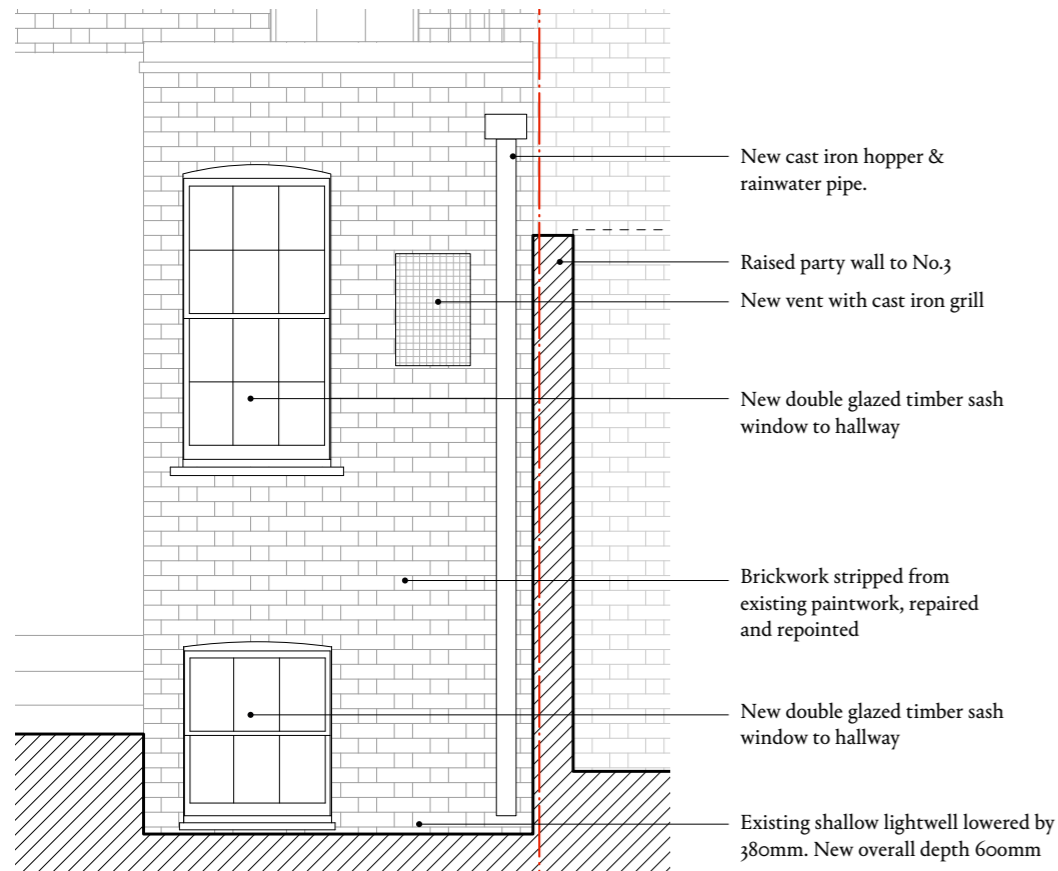 New cast iron hopper &
rainwater pipe.
Raised party wall to No.3
New vent with cast iron grill
New double glazed timber sash
window to hallway
Brickwork stripped from
existing paintwork, repaired
and repointed
New double glazed timber sash
window to hallway
Existing shallow lightwell lowered by
380mm. New overall depth 600mm